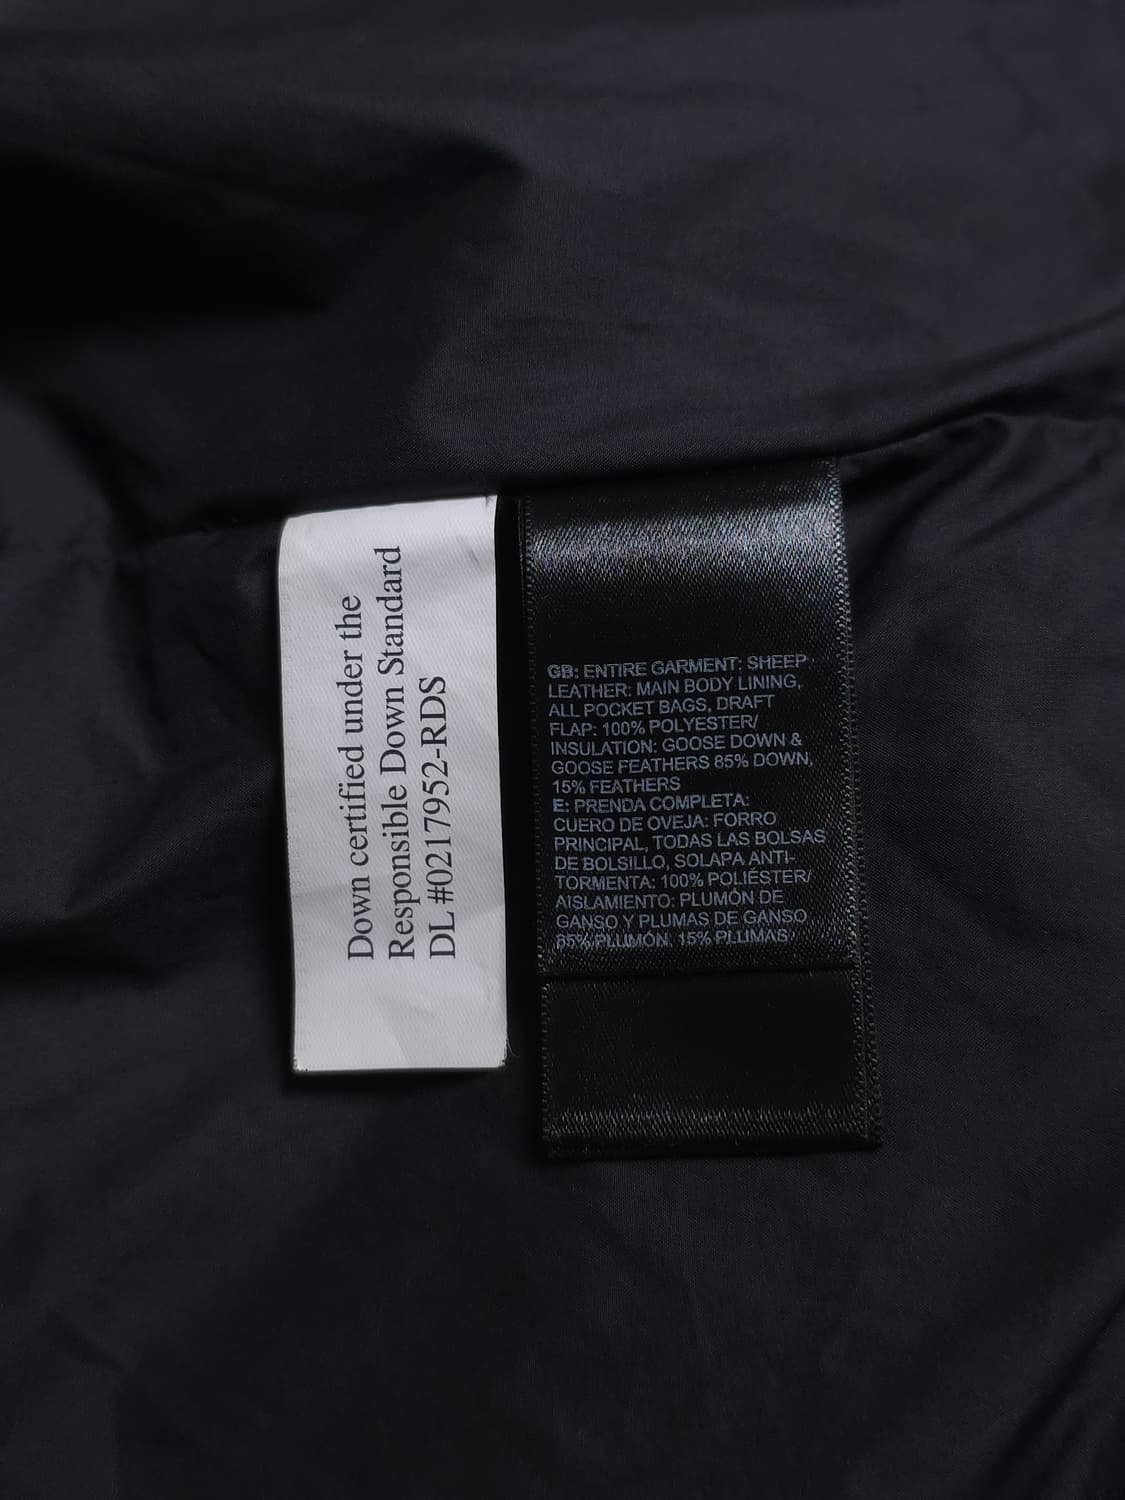 Down certified under the
Responsible Down Standard
DL #0217952-RDS
GB: ENTIRE GARMENT: SHEEP
LEATHER: MAIN BODY LINING,
ALL POCKET BAGS, DRAFT
FLAP: 100% POLYESTER/
INSULATION: GOOSE DOWN &
GOOSE FEATHERS 85% DOWN,
15% FEATHERS
E: PRENDA COMPLETA:
CUERO DE OVEJA: FORRO
PRINCIPAL, TODAS LAS BOLSAS
DE BOLSILLO, SOLAPA ANTI-
TORMENTA: 100% POLIÉSTER/
AISLAMIENTO: PLUMÓN DE
GANSO Y PLUMAS DE GANSO
85% PLUMÓN, 15% PLUMAS